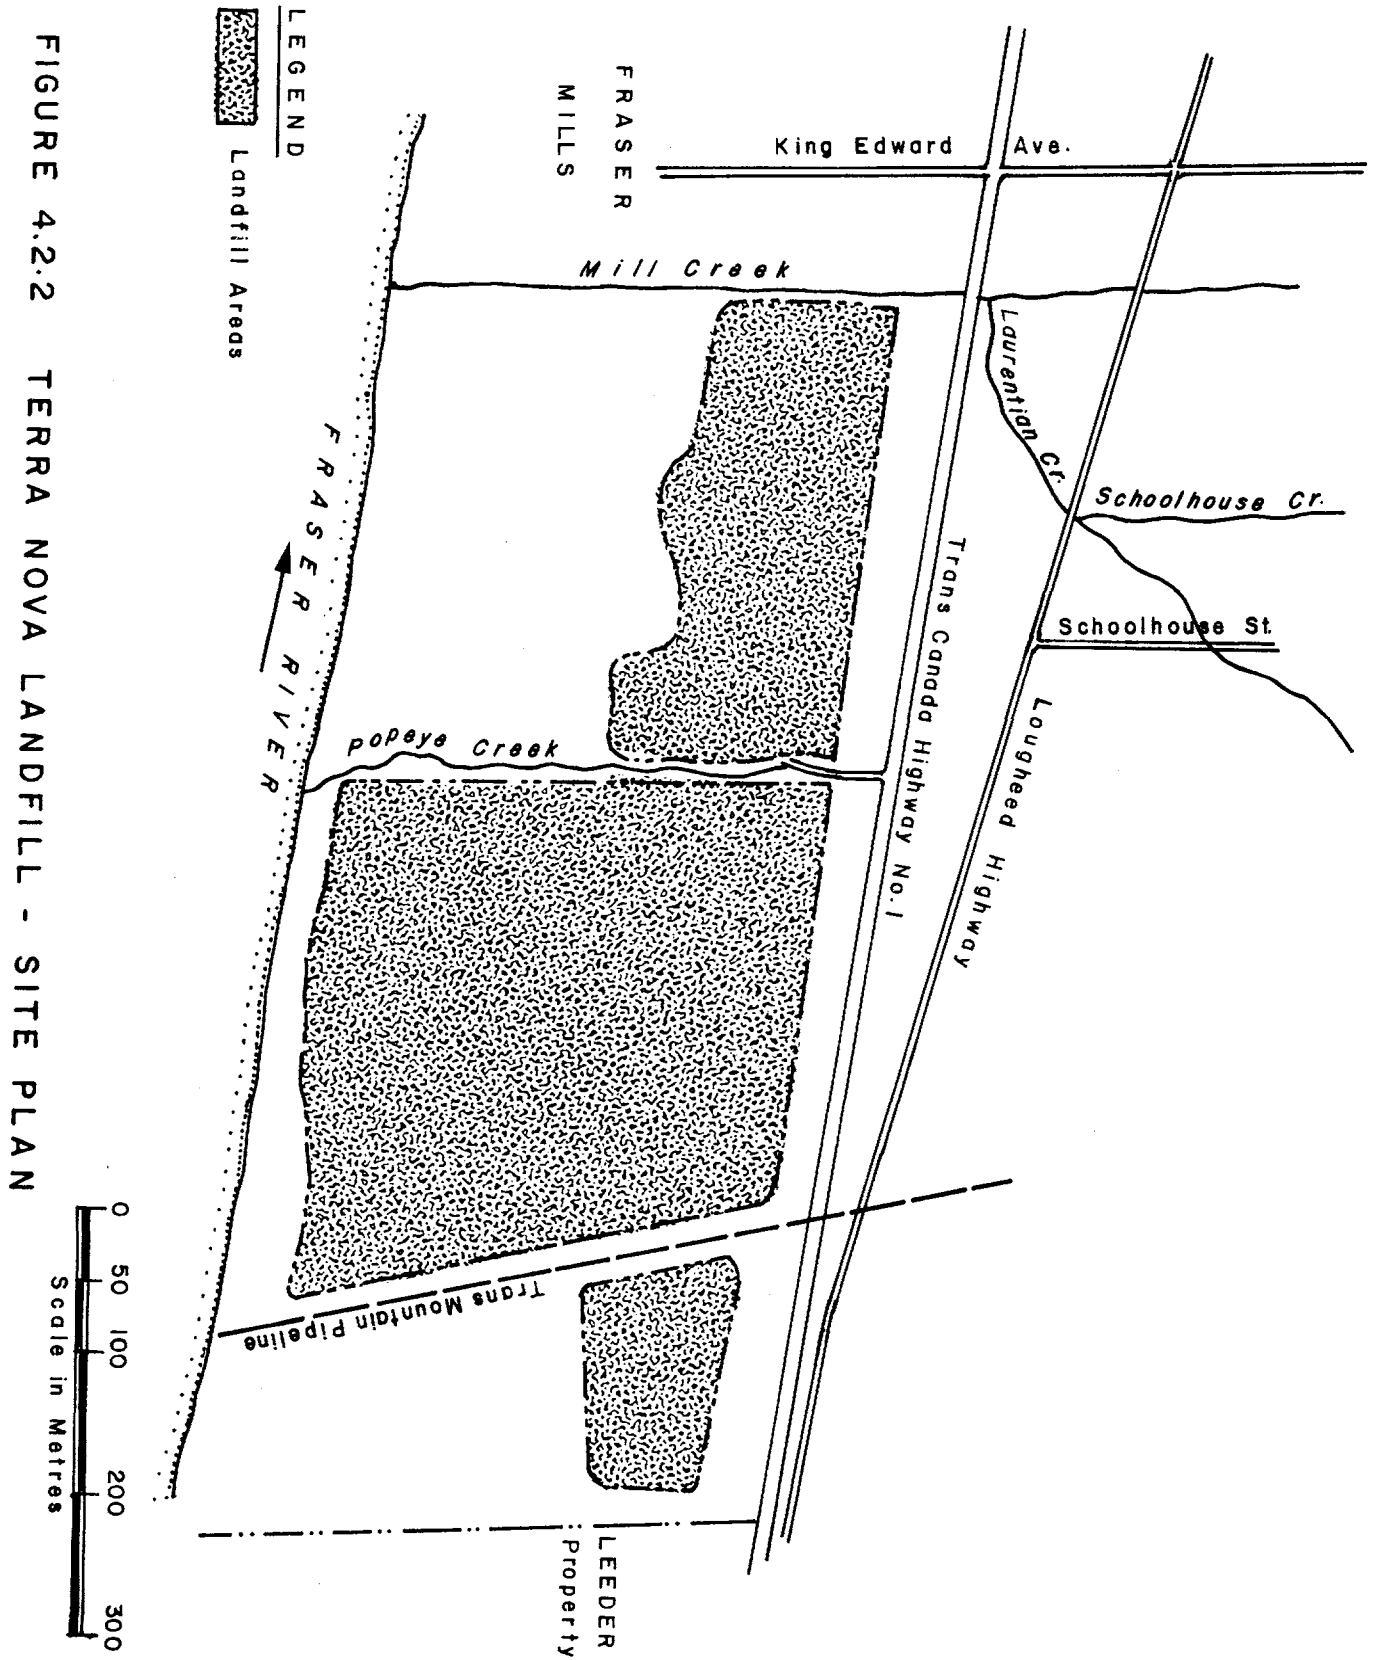 King Edward Ave.
FRASER
MILLS
Mill Creek
Laurentian Cr.
Schoolhouse Cr.
Schoolhouse St.
Trans Canada Highway No. 1
Lougheed Highway
Popeye Creek
FRASER RIVER
Trans Mountain Pipeline
LEEDER
Property
LEGEND
Landfill Areas
0 50 100 200 300
Scale in Metres
FIGURE 4.2.2 TERRA NOVA LANDFILL - SITE PLAN